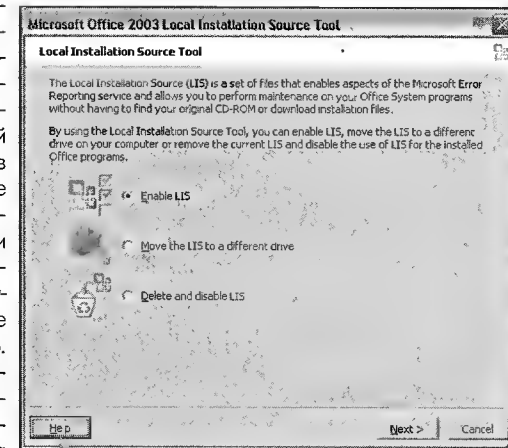 Microsoft Office 2003 Local Installation Source Tool
Local Installation Source Tool
The Local Installation Source (LIS) is a set of files that enables aspects of the Microsoft Error
Reporting service and allows you to perform maintenance on your Office System programs
without having to find your original CD-ROM or download installation files.
By using the Local Installation Source Tool, you can enable LIS, move the LIS to a different
drive on your computer or remove the current LIS and disable the use of LIS for the installed
Office programs.
Enable LIS
Move the LIS to a different drive
Delete and disable LIS
Help
Next >
Cancel